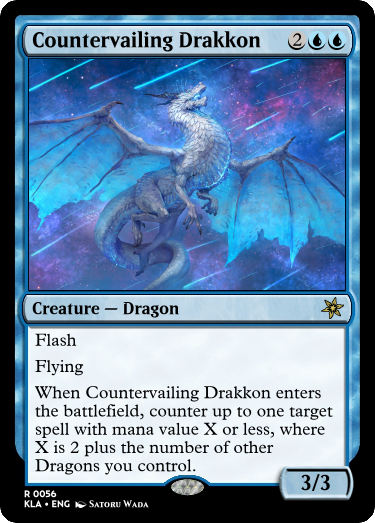 Countervailing Drakkon 2
Creature — Dragon
Flash
Flying
When Countervailing Drakkon enters
the battlefield, counter up to one target
spell with mana value X or less, where
X is 2 plus the number of other
Dragons you control.
3/3
R 0056
KLA • ENG Satoru Wada